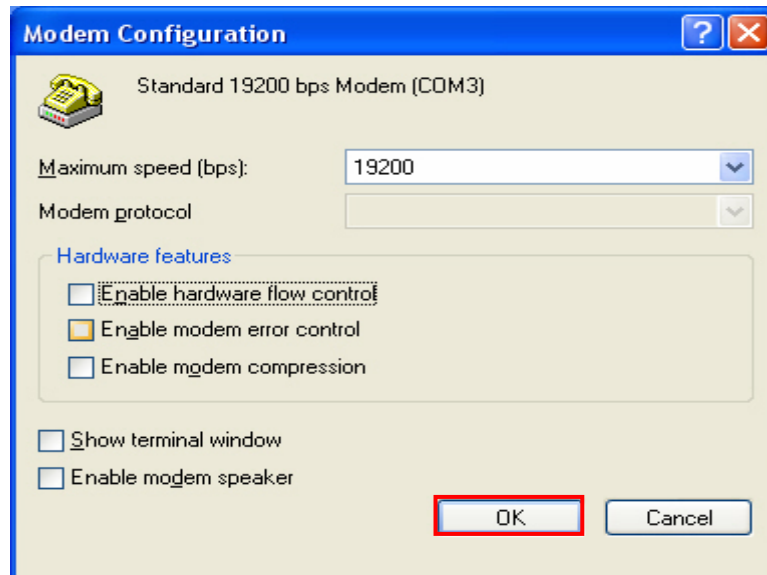 Modem Configuration
Standard 19200 bps Modem (COM3)
Maximum speed (bps):
19200
Modem protocol
Hardware features
Enable hardware flow control
Enable modem error control
Enable modem compression
Show terminal window
Enable modem speaker
OK
Cancel